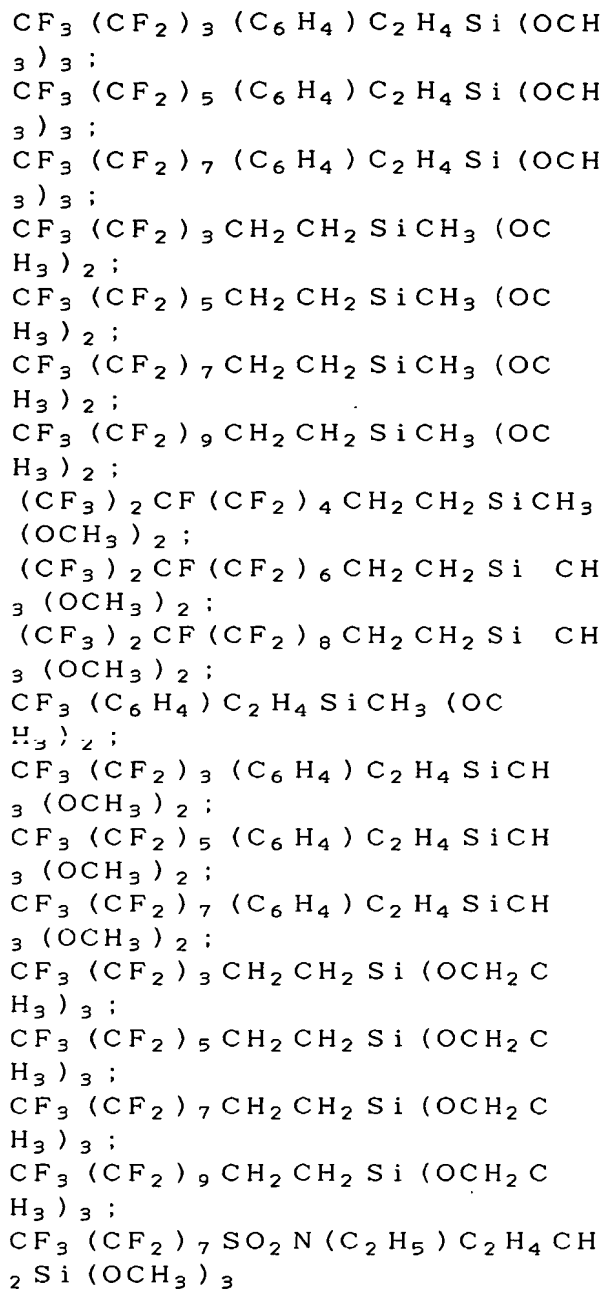 CF₃(CF₂)₃(C₆H₄)C₂H₄Si(OCH
₃)₃;
CF₃(CF₂)₅(C₆H₄)C₂H₄Si(OCH
₃)₃;
CF₃(CF₂)₇(C₆H₄)C₂H₄Si(OCH
₃)₃;
CF₃(CF₂)₃CH₂CH₂SiCH₃(OC
H₃)₂;
CF₃(CF₂)₅CH₂CH₂SiCH₃(OC
H₃)₂;
CF₃(CF₂)₇CH₂CH₂SiCH₃(OC
H₃)₂;
CF₃(CF₂)₉CH₂CH₂SiCH₃(OC
H₃)₂;
(CF₃)₂CF(CF₂)₄CH₂CH₂SiCH₃
(OCH₃)₂;
(CF₃)₂CF(CF₂)₆CH₂CH₂Si CH
₃(OCH₃)₂;
(CF₃)₂CF(CF₂)₈CH₂CH₂Si CH
₃(OCH₃)₂;
CF₃(C₆H₄)C₂H₄SiCH₃(OC
H₃)₂;
CF₃(CF₂)₃(C₆H₄)C₂H₄SiCH
₃(OCH₃)₂;
CF₃(CF₂)₅(C₆H₄)C₂H₄SiCH
₃(OCH₃)₂;
CF₃(CF₂)₇(C₆H₄)C₂H₄SiCH
₃(OCH₃)₂;
CF₃(CF₂)₃CH₂CH₂Si(OCH₂C
H₃)₃;
CF₃(CF₂)₅CH₂CH₂Si(OCH₂C
H₃)₃;
CF₃(CF₂)₇CH₂CH₂Si(OCH₂C
H₃)₃;
CF₃(CF₂)₉CH₂CH₂Si(OCH₂C
H₃)₃;
CF₃(CF₂)₇SO₂N(C₂H₅)C₂H₄CH
₂Si(OCH₃)₃